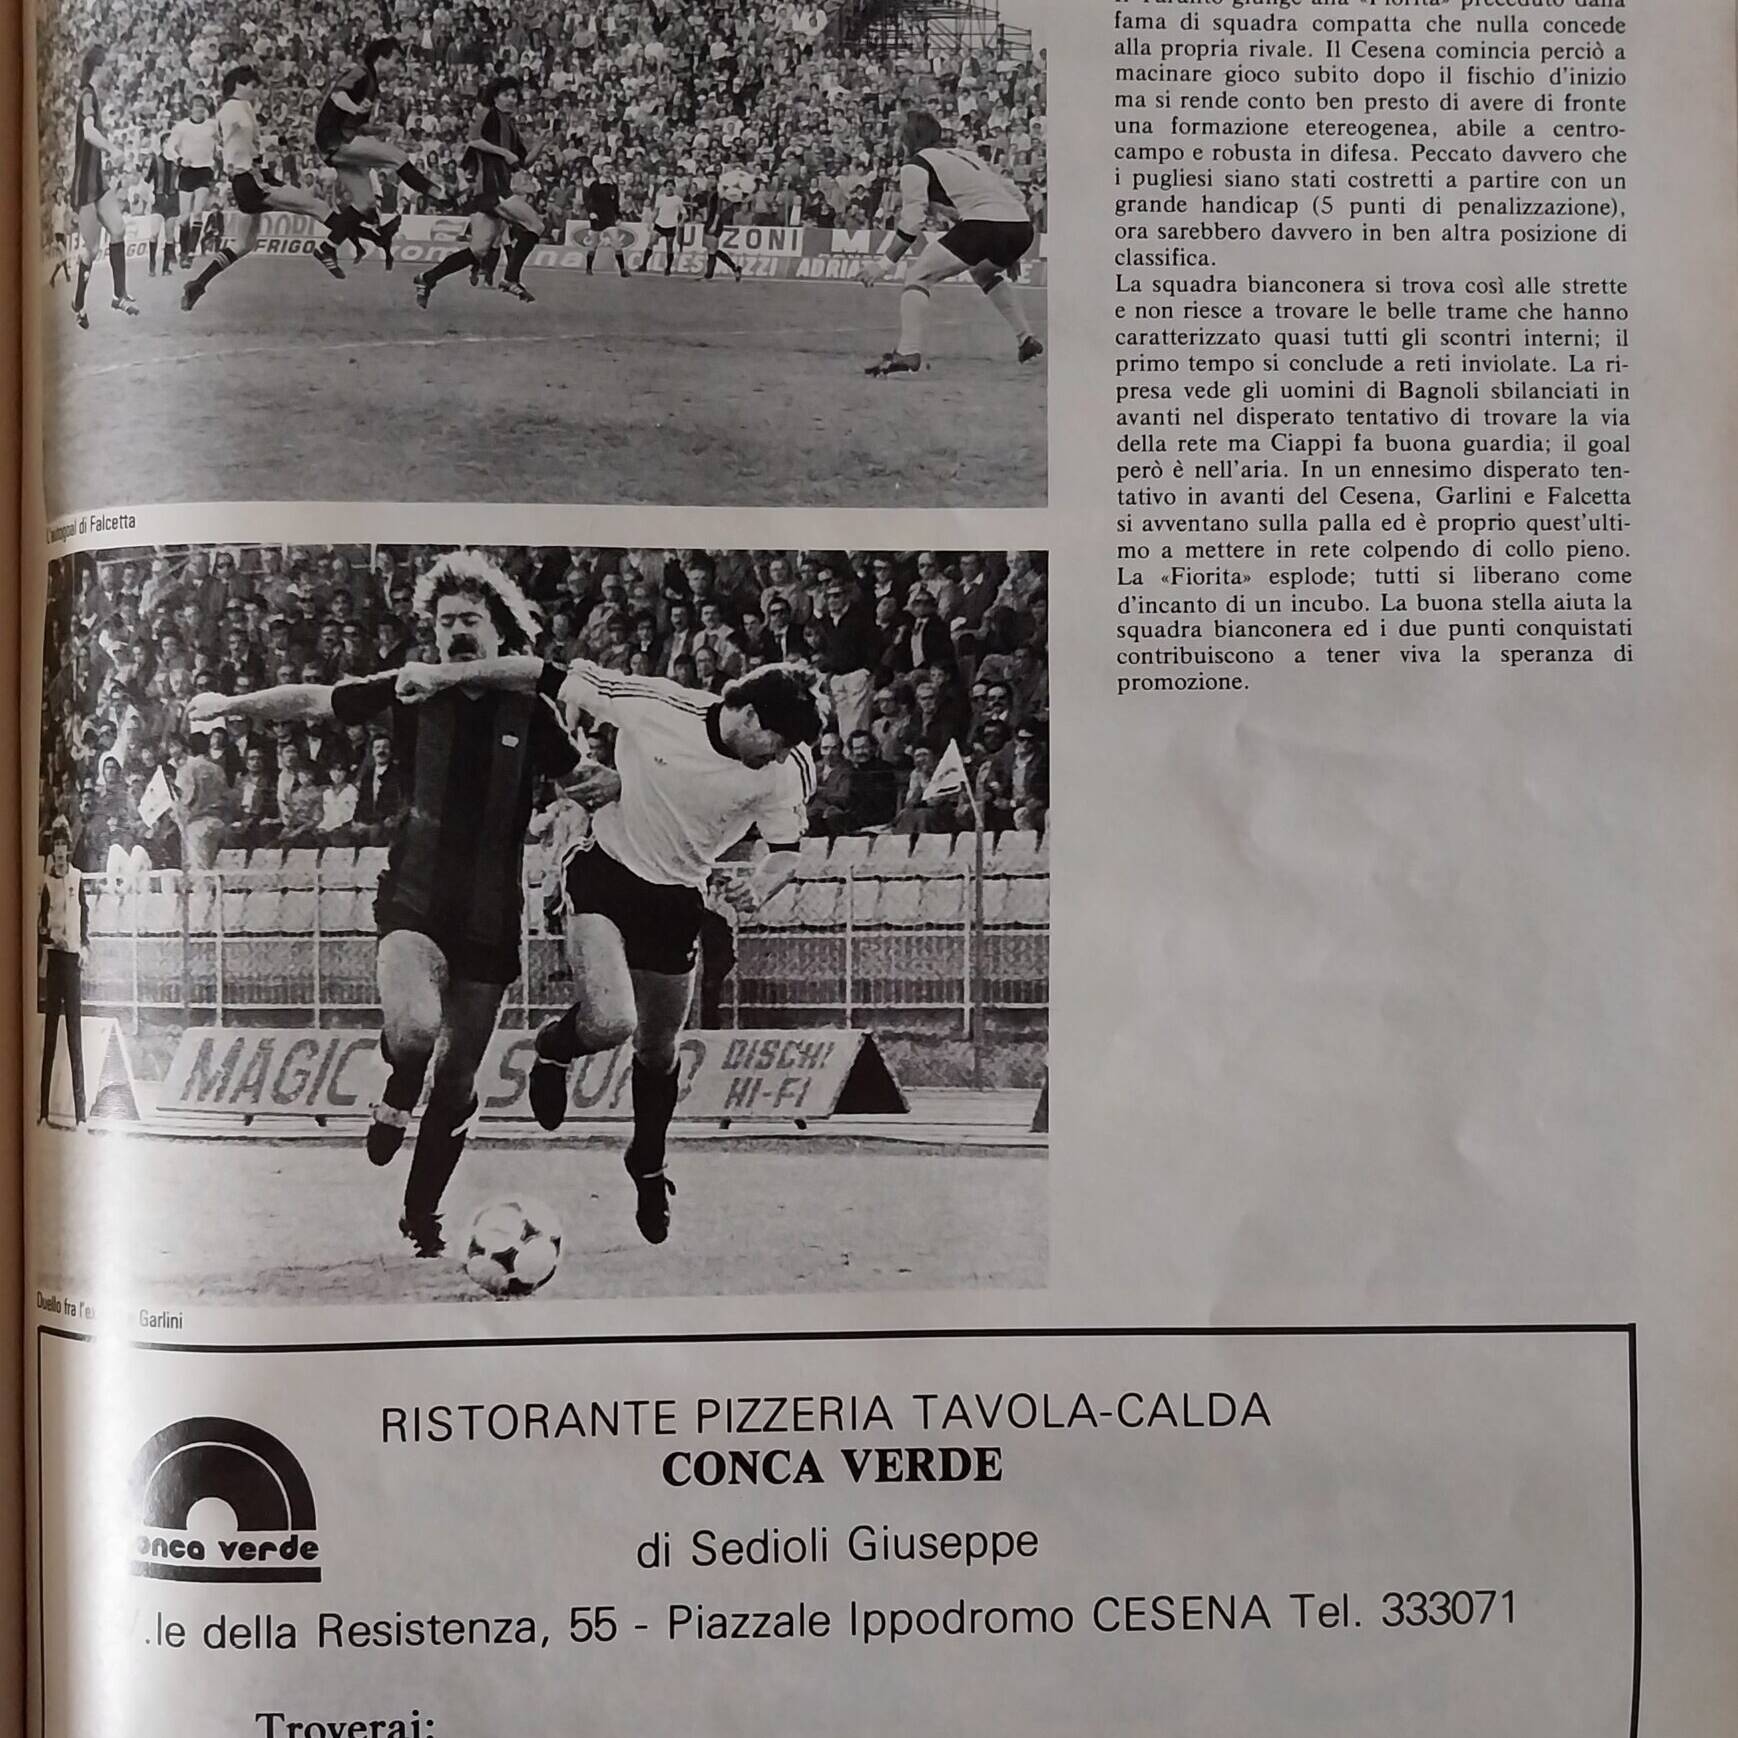 fama di squadra compatta che nulla concede
alla propria rivale. Il Cesena comincia perciò a
macinare gioco subito dopo il fischio d'inizio
ma si rende conto ben presto di avere di fronte
una formazione etereogenea, abile a centro-
campo e robusta in difesa. Peccato davvero che
i pugliesi siano stati costretti a partire con un
grande handicap (5 punti di penalizzazione),
ora sarebbero davvero in ben altra posizione di
classifica.
La squadra bianconera si trova così alle strette
e non riesce a trovare le belle trame che hanno
caratterizzato quasi tutti gli scontri interni; il
primo tempo si conclude a reti inviolate. La ri-
presa vede gli uomini di Bagnoli sbilanciati in
avanti nel disperato tentativo di trovare la via
della rete ma Ciappi fa buona guardia; il goal
però è nell'aria. In un ennesimo disperato ten-
tativo in avanti del Cesena, Garlini e Falcetta
si avventano sulla palla ed è proprio quest'ulti-
mo a mettere in rete colpendo di collo pieno.
La «Fiorita» esplode; tutti si liberano come
d'incanto di un incubo. La buona stella aiuta la
squadra bianconera ed i due punti conquistati
contribuiscono a tener viva la speranza di
promozione.
FRIGO
ZONI
ADRIA
L'autogoal di Falcetta
MAGIC SOUND DISCHI
HI-FI
Duello fra l'ex Garlini
RISTORANTE PIZZERIA TAVOLA-CALDA
CONCA VERDE
di Sedioli Giuseppe
onca verde
.le della Resistenza, 55 - Piazzale Ippodromo CESENA Tel. 333071
Troverai: